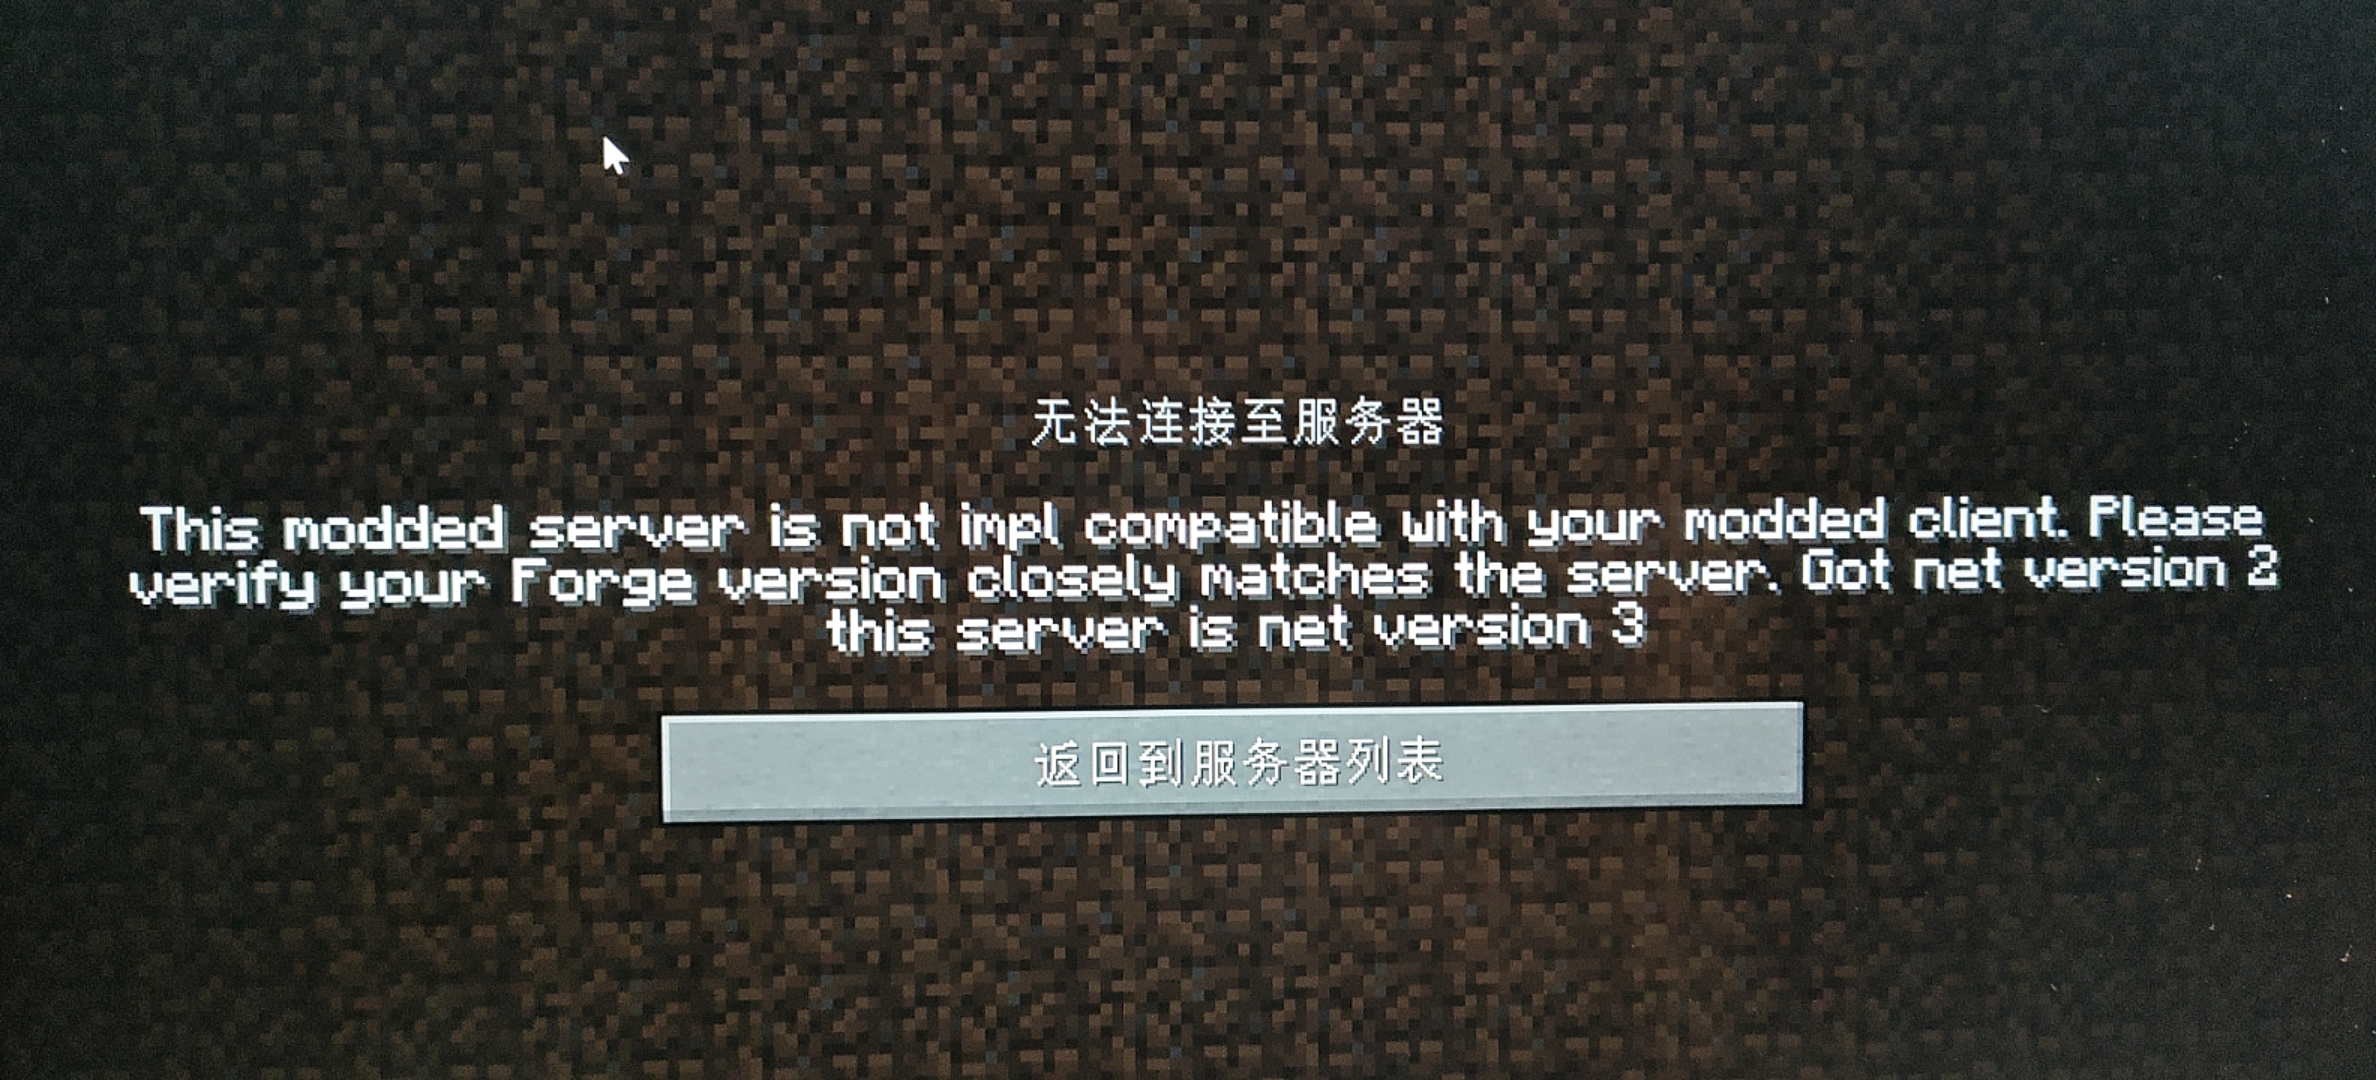 无法连接至服务器
This modded server is not impl compatible with your modded client. Please
verify your Forge version closely matches the server. Got net version 2
this server is net version 3
返回到服务器列表